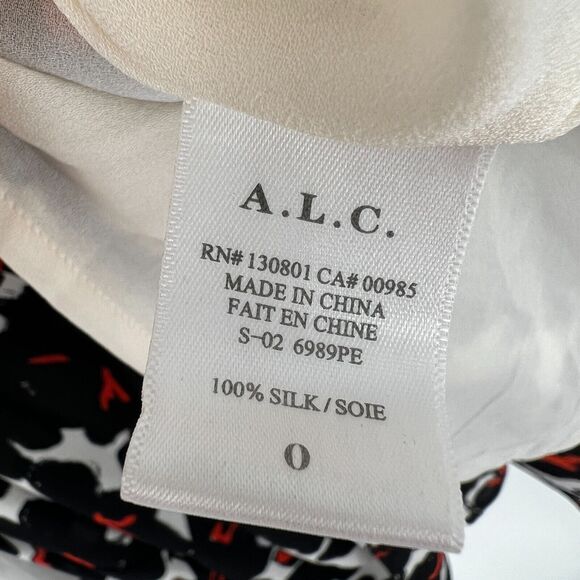 A.L.C.
RN# 130801 CA# 00985
MADE IN CHINA
FAIT EN CHINE
S-02 6989PE
100% SILK / SOIE
0